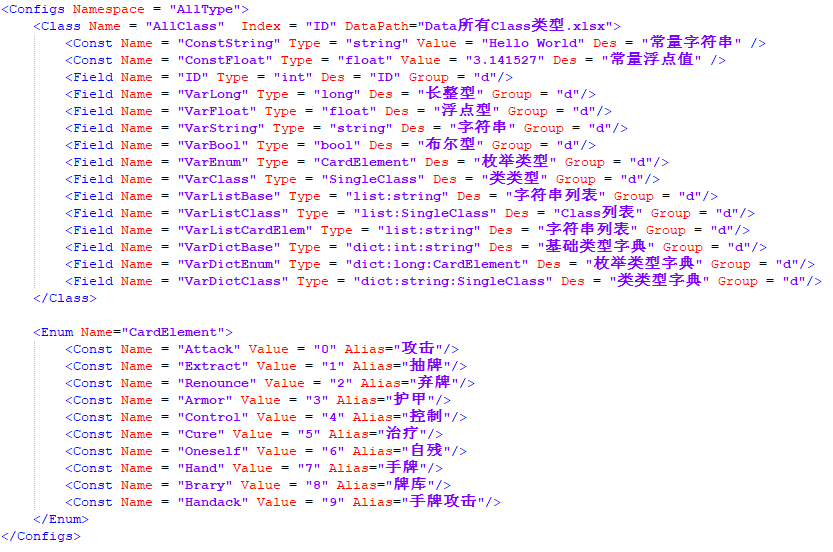 <Configs Namespace = "AllType">
<Class Name = "AllClass"  Index = "ID" DataPath="Data所有Class类型.xlsx">
<Const Name = "ConstString" Type = "string" Value = "Hello World" Des = "常量字符串" />
<Const Name = "ConstFloat" Type = "float" Value = "3.141527" Des = "常量浮点值" />
<Field Name = "ID" Type = "int" Des = "ID" Group = "d"/>
<Field Name = "VarLong" Type = "long" Des = "长整型" Group = "d"/>
<Field Name = "VarFloat" Type = "float" Des = "浮点型" Group = "d"/>
<Field Name = "VarString" Type = "string" Des = "字符串" Group = "d"/>
<Field Name = "VarBool" Type = "bool" Des = "布尔型" Group = "d"/>
<Field Name = "VarEnum" Type = "CardElement" Des = "枚举类型" Group = "d"/>
<Field Name = "VarClass" Type = "SingleClass" Des = "类类型" Group = "d"/>
<Field Name = "VarListBase" Type = "list:string" Des = "字符串列表" Group = "d"/>
<Field Name = "VarListClass" Type = "list:SingleClass" Des = "Class列表" Group = "d"/>
<Field Name = "VarListCardElem" Type = "list:string" Des = "字符串列表" Group = "d"/>
<Field Name = "VarDictBase" Type = "dict:int:string" Des = "基础类型字典" Group = "d"/>
<Field Name = "VarDictEnum" Type = "dict:long:CardElement" Des = "枚举类型字典" Group = "d"/>
<Field Name = "VarDictClass" Type = "dict:string:SingleClass" Des = "类类型字典" Group = "d"/>
</Class>
<Enum Name="CardElement">
<Const Name = "Attack" Value = "0" Alias="攻击"/>
<Const Name = "Extract" Value = "1" Alias="抽牌"/>
<Const Name = "Renounce" Value = "2" Alias="弃牌"/>
<Const Name = "Armor" Value = "3" Alias="护甲"/>
<Const Name = "Control" Value = "4" Alias="控制"/>
<Const Name = "Cure" Value = "5" Alias="治疗"/>
<Const Name = "Oneself" Value = "6" Alias="自残"/>
<Const Name = "Hand" Value = "7" Alias="手牌"/>
<Const Name = "Brary" Value = "8" Alias="牌库"/>
<Const Name = "Handack" Value = "9" Alias="手牌攻击"/>
</Enum>
</Configs>